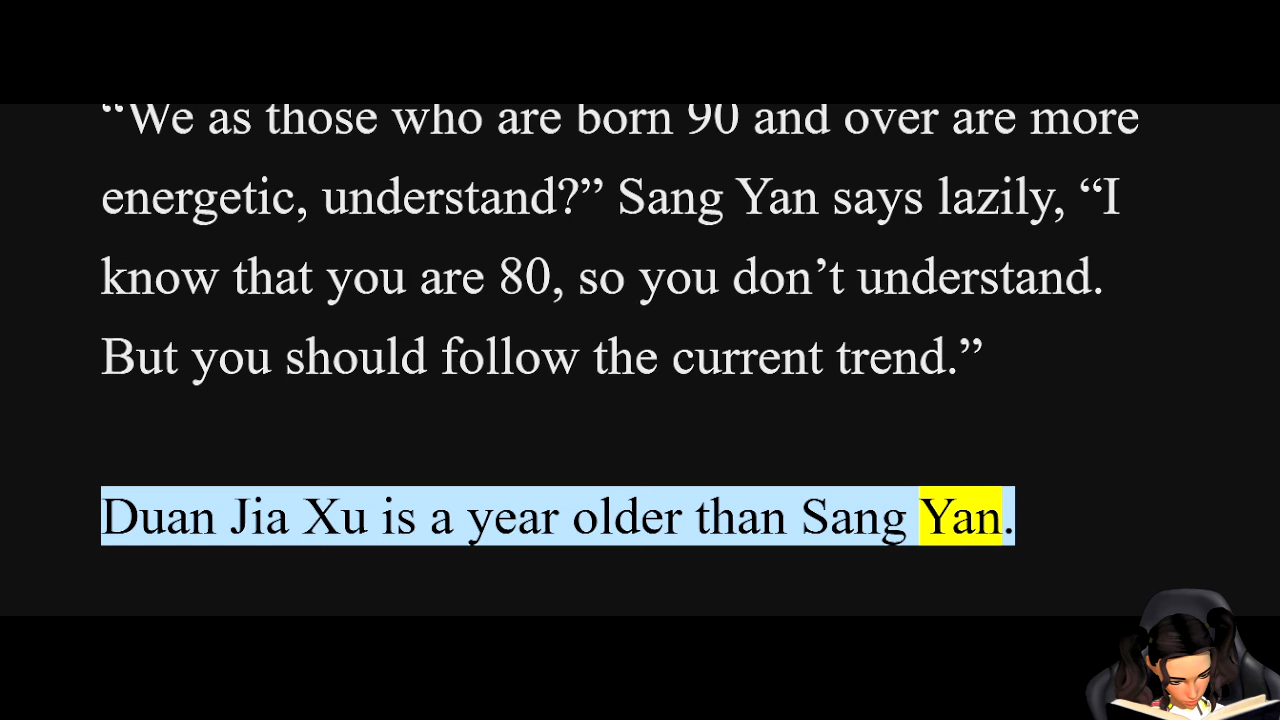 “We as those who are born 90 and over are more
energetic, understand?” Sang Yan says lazily, “I
know that you are 80, so you don’t understand.
But you should follow the current trend.”
Duan Jia Xu is a year older than Sang Yan.